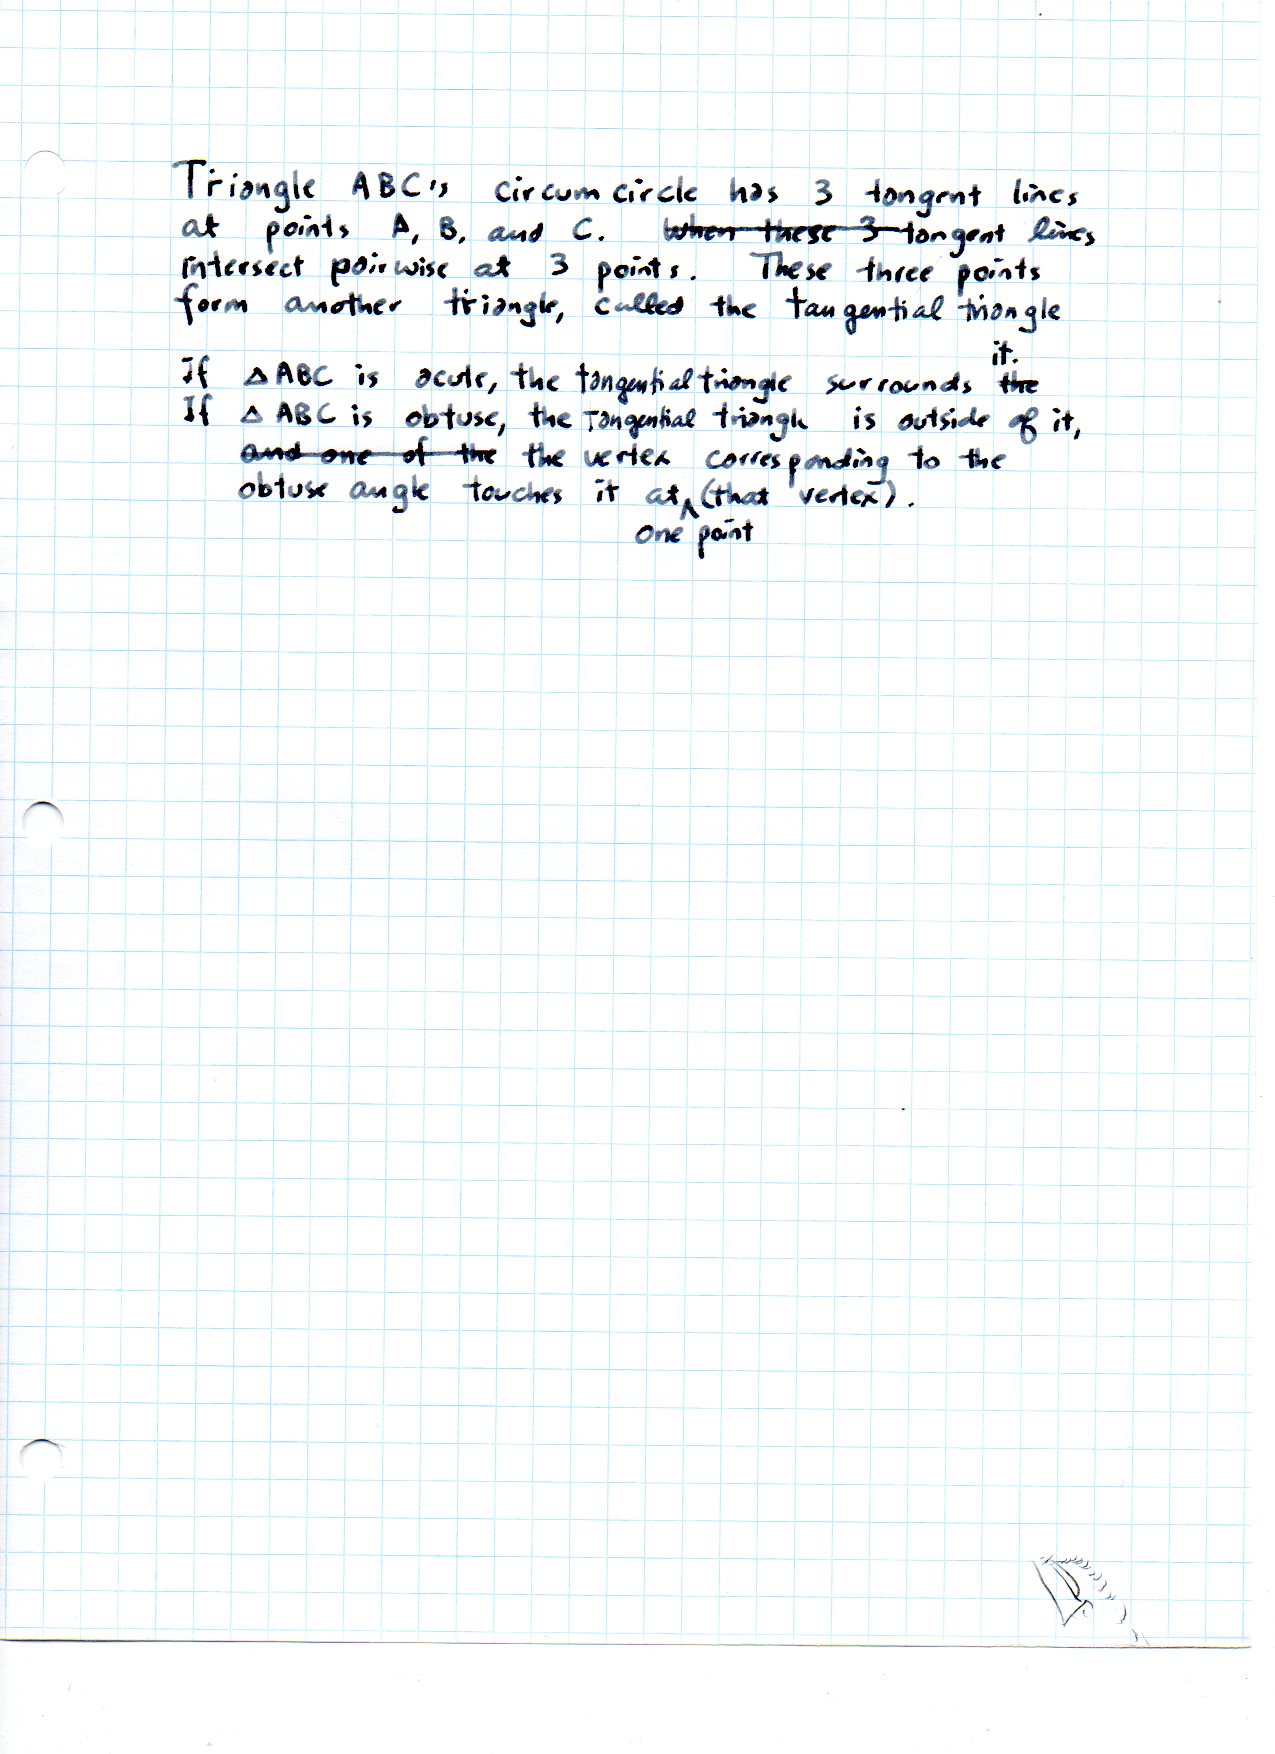 Triangle ABC's circumcircle has 3 tangent lines
at points A, B, and C. When these 3 tangent lines
intersect pairwise at 3 points. These three points
form another triangle, called the tangential triangle
it.
If △ ABC is acute, the tangential triangle surrounds the
If △ ABC is obtuse, the Tangential triangle is outside of it,
and one of the the vertex corresponding to the
obtuse angle touches it at ^ (that vertex).
one point